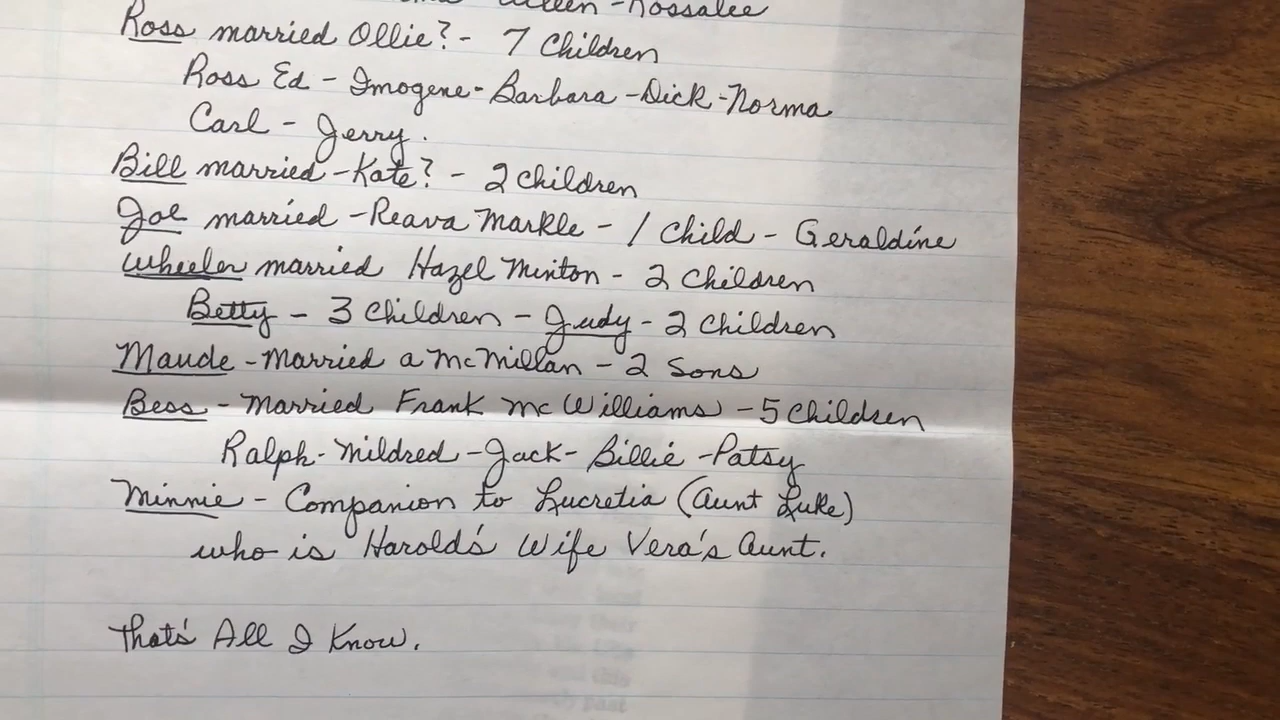 -Rossalee
Ross married Ollie? - 7 Children
Ross Ed - Imogene - Barbara - Dick - Norma
Carl - Jerry.
Bill married - Kate? - 2 Children
Joe married - Reava Markle - 1 Child - Geraldine
Wheeler married Hazel Minton - 2 Children
Betty - 3 Children - Judy - 2 Children
Maude - Married a McMillan - 2 Sons
Bess - Married Frank McWilliams - 5 Children
Ralph - Mildred - Jack - Billie - Patsy
Minnie - Companion to Lucretia (Aunt Luke)
who is Harold's Wife Vera's Aunt.
That's All I Know.